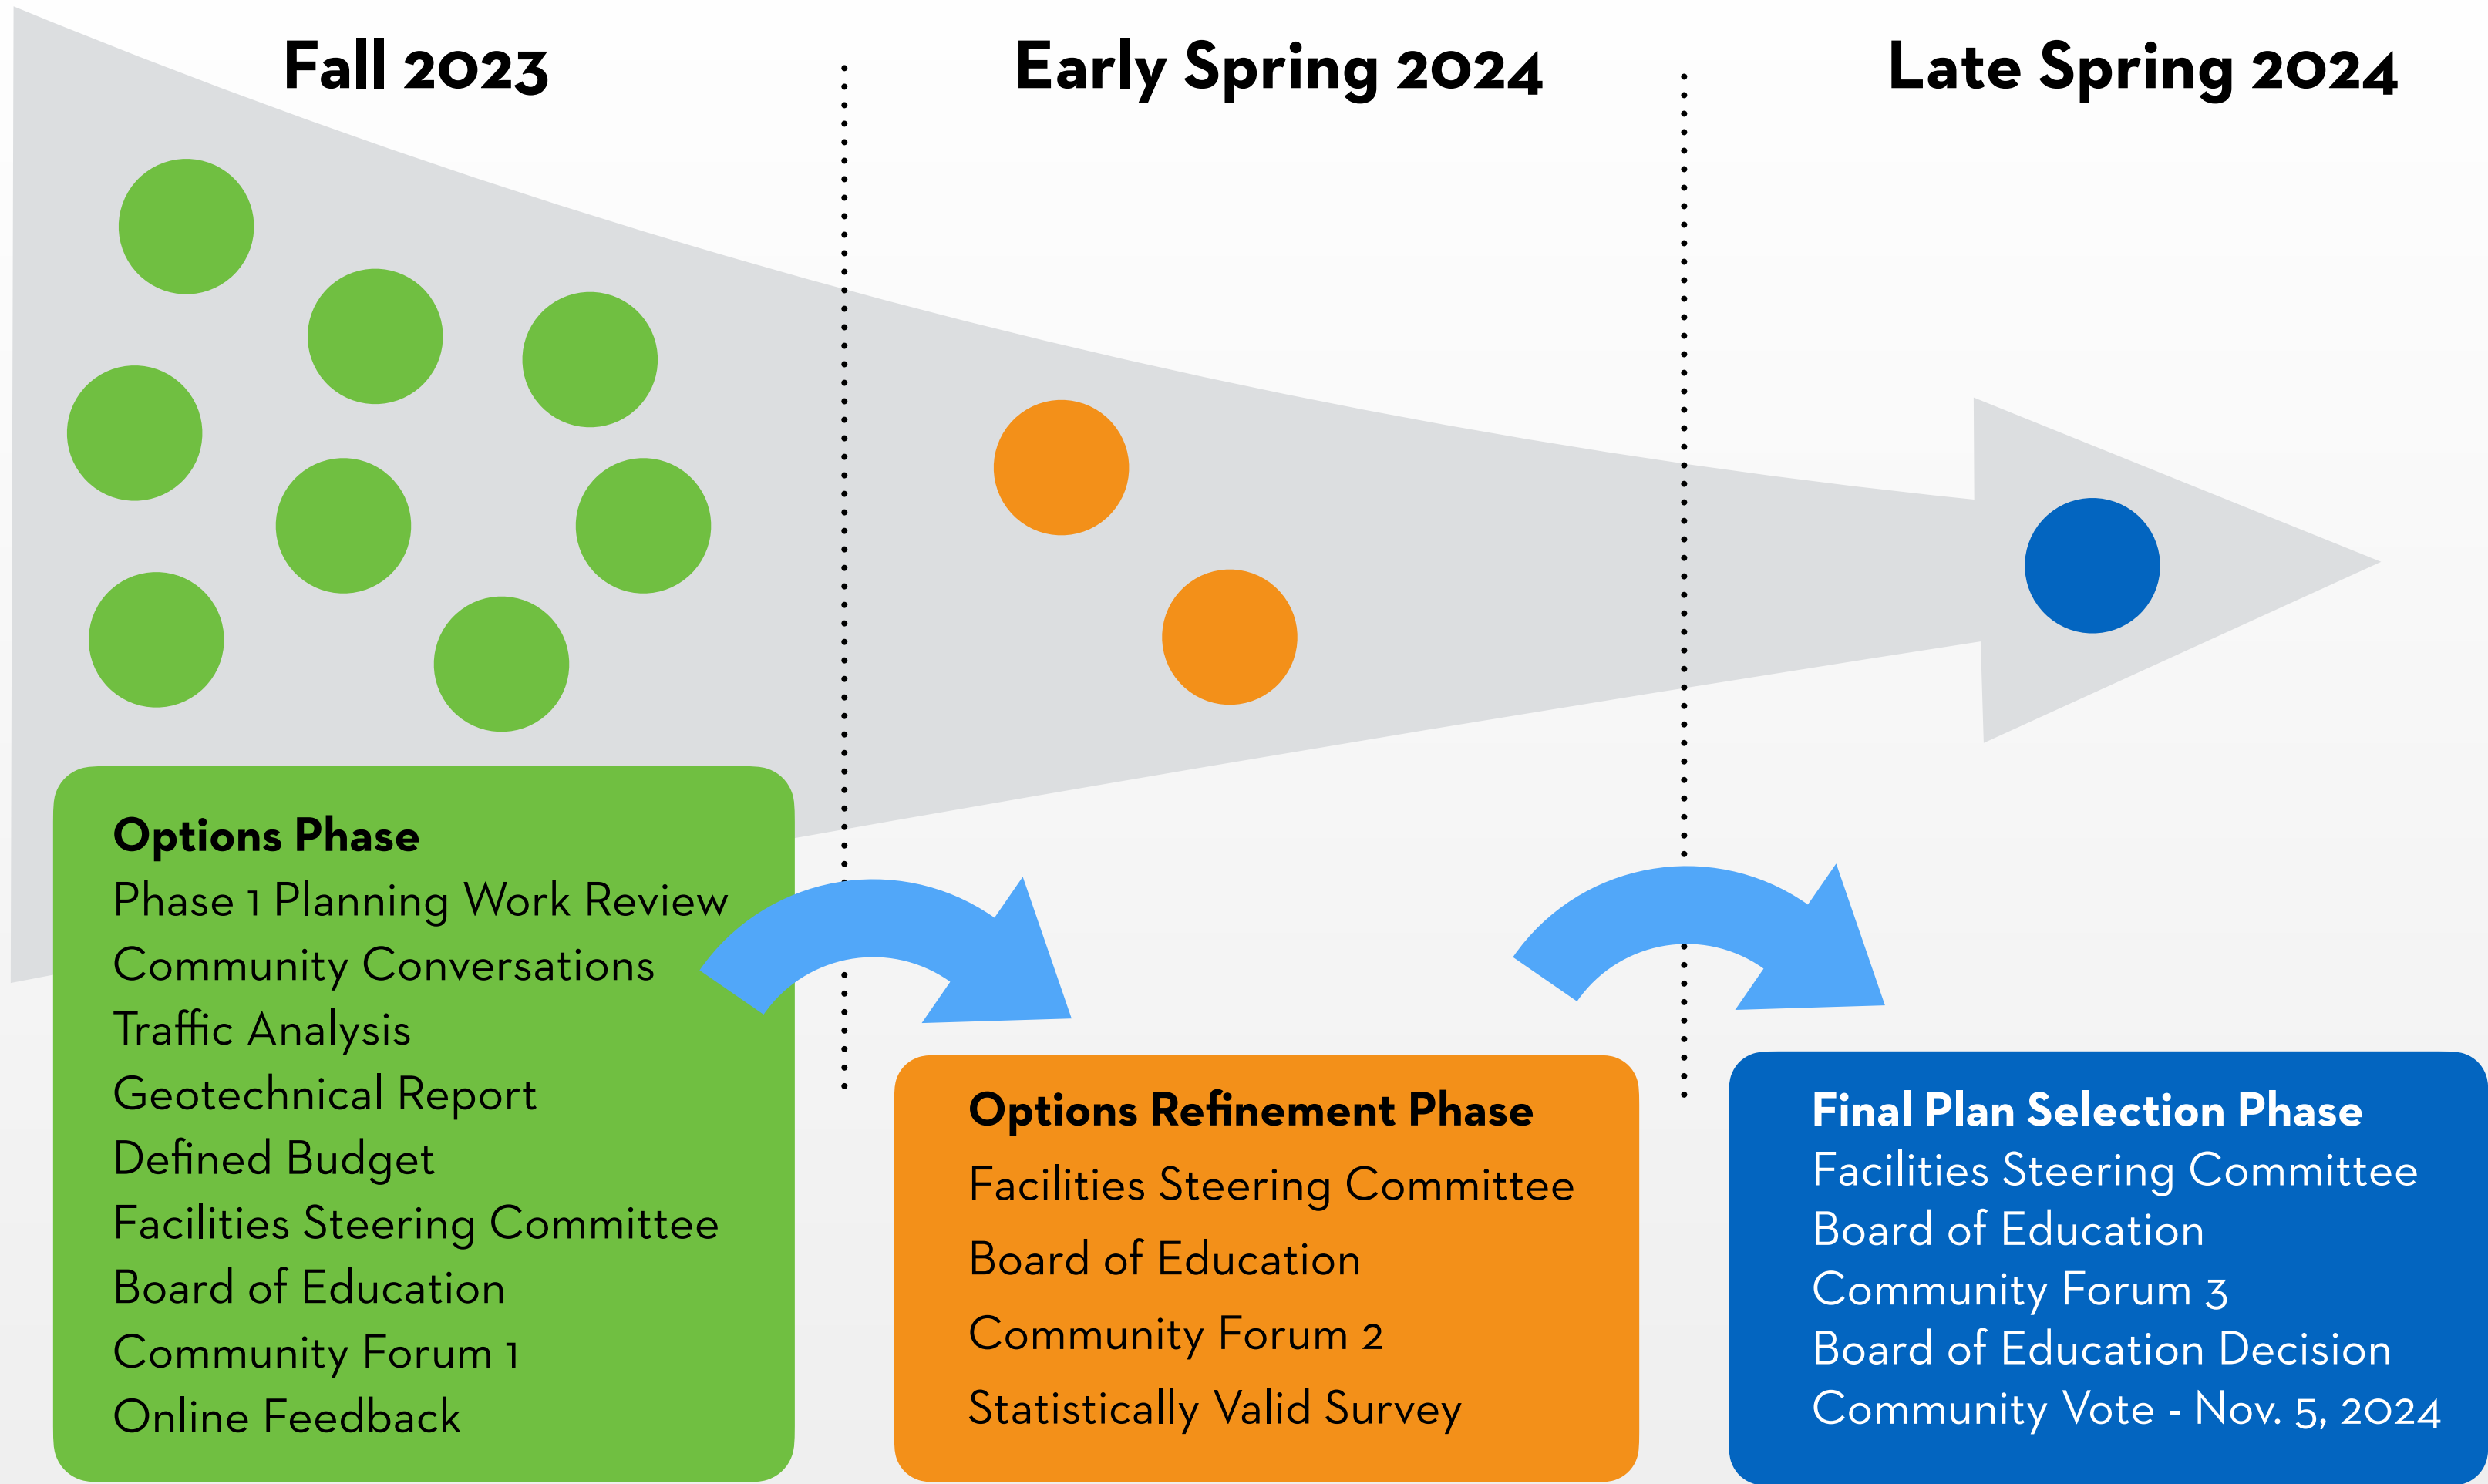 Fall 2023
Early Spring 2024
Late Spring 2024
Options Phase
Phase 1 Planning Work Review
Community Conversations
Traffic Analysis
Geotechnical Report
Defined Budget
Facilities Steering Committee
Board of Education
Community Forum 1
Online Feedback
Options Refinement Phase
Facilities Steering Committee
Board of Education
Community Forum 2
Statistically Valid Survey
Final Plan Selection Phase
Facilities Steering Committee
Board of Education
Community Forum 3
Board of Education Decision
Community Vote - Nov. 5, 2024